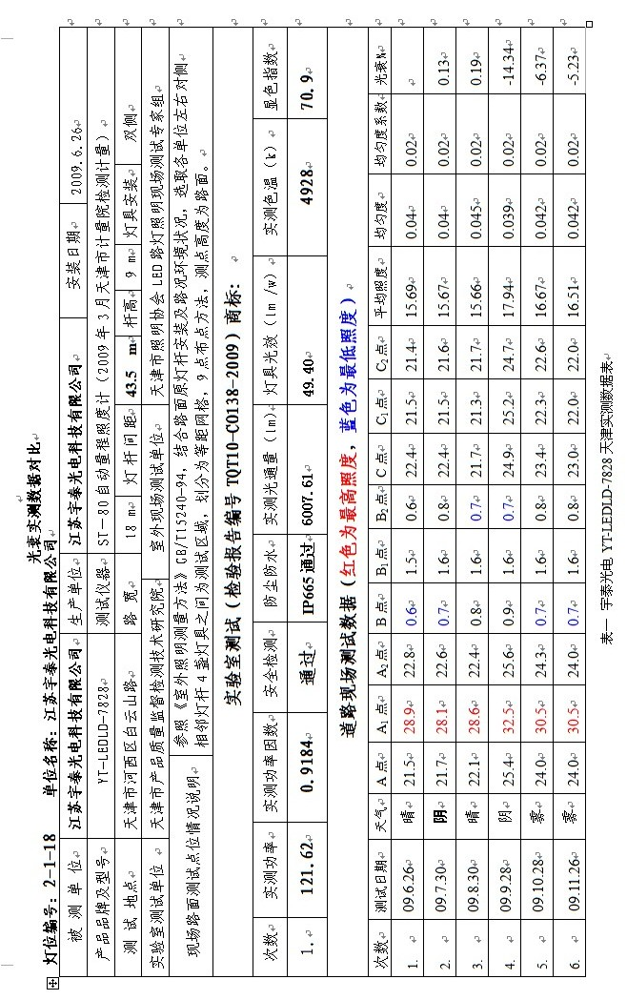 光衰实测数据对比
灯位编号：2-1-18 单位名称：江苏宇泰光电科技有限公司
被 测 单 位 江苏宇泰光电科技有限公司 生产单位 江苏宇泰光电科技有限公司 安装日期 2009.6.26
产品品牌及型号 YT-LEDLD-7828 测试仪器 ST-80自动量程照度计（2009年3月天津市计量院检测计量）
测 试 地点 天津市河西区白云山路 路 宽 18 m 灯杆间距 43.5 m 杆高 9 m 灯具安装 双侧
实验室测试单位 天津市产品质量监督检测技术研究院 室外现场测试单位 天津市照明协会LED路灯照明现场测试专家组
现场路面测试点位情况说明 参照《室外照明测量方法》GB/T15240-94，结合路面原灯杆安装及路况环境状况，选取各单位左右对侧
相邻灯杆4盏灯具之间为测试区域，划分为等距网格，9点布点方法，测点高度为路面。
实验室测试（检验报告编号 TQT10-CO138-2009）商标：
次数 实测功率 实测功率因数 安全检测 防尘防水 实测光通量（lm） 灯具光效（lm /w） 实测色温（k） 显色指数
1. 121.62 0.9184 通过 IP665通过 6007.61 49.40 4928 70.9
道路现场测试数据（红色为最高照度，蓝色为最低照度）
次数 测试日期 天气 A点 A₁点 A₂点 B点 B₁点 B₂点 C点 C₁点 C₂点 平均照度 均匀度 均匀度系数 光衰%
1. 09.6.26 晴 21.5 28.9 22.8 0.6 1.5 0.6 22.4 21.5 21.4 15.69 0.04 0.02
2. 09.7.30 阴 21.7 28.1 22.6 0.7 1.6 0.8 22.4 21.5 21.6 15.67 0.04 0.02 0.13
3. 09.8.30 晴 22.1 28.6 22.4 0.8 1.6 0.7 21.7 21.3 21.7 15.66 0.045 0.02 0.19
4. 09.9.28 阴 25.4 32.5 25.6 0.9 1.6 0.7 24.9 25.2 24.7 17.94 0.039 0.02 -14.34
5. 09.10.28 雾 24.0 30.5 24.3 0.7 1.6 0.8 23.4 22.3 22.6 16.67 0.042 0.02 -6.37
6. 09.11.26 雾 24.0 30.5 24.0 0.7 1.6 0.8 23.0 22.0 22.0 16.51 0.042 0.02 -5.23
表一 宇泰光电 YT-LEDLD-7828 天津实测数据表